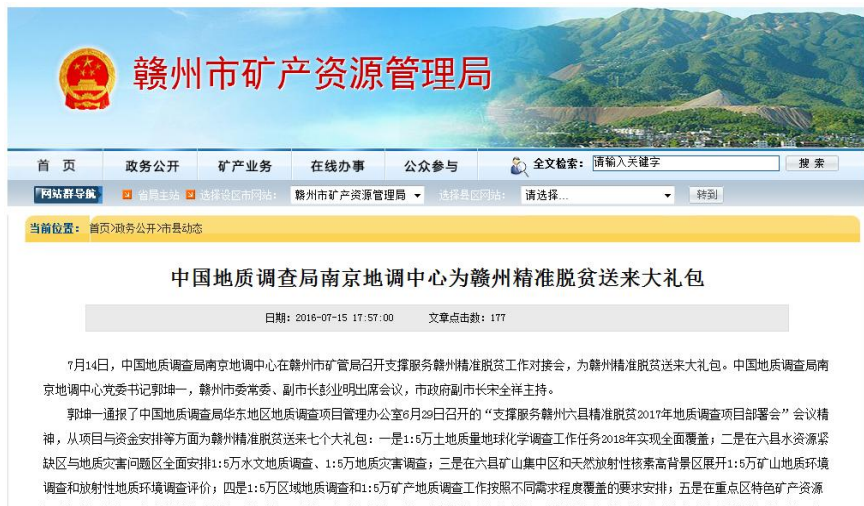 赣州市矿产资源管理局
首 页 政务公开 矿产业务 在线办事 公众参与 全文检索: 请输入关键字 搜 索
网站群导航 省局主站 选择设区市网站: 赣州市矿产资源管理局 选择县区网站: 请选择... 转到
当前位置: 首页>政务公开>市县动态
中国地质调查局南京地调中心为赣州精准脱贫送来大礼包
日期: 2016-07-15 17:57:00 文章点击数: 177
7月14日，中国地质调查局南京地调中心在赣州市矿管局召开支撑服务赣州精准脱贫工作对接会，为赣州精准脱贫送来大礼包。中国地质调查局南
京地调中心党委书记郭坤一，赣州市委常委、副市长彭业明出席会议，市政府副市长宋全祥主持。
郭坤一通报了中国地质调查局华东地区地质调查项目管理办公室6月29日召开的“支撑服务赣州六县精准脱贫2017年地质调查项目部署会”会议精
神，从项目与资金安排等方面为赣州精准脱贫送来七个大礼包：一是1:5万土地质量地球化学调查工作任务2018年实现全面覆盖；二是在六县水资源紧
缺区与地质灾害问题区全面安排1:5万水文地质调查、1:5万地质灾害调查；三是在六县矿山集中区和天然放射性核素高背景区展开1:5万矿山地质环境
调查和放射性地质环境调查评价；四是1:5万区域地质调查和1:5万矿产地质调查工作按照不同需求程度覆盖的要求安排；五是在重点区特色矿产资源